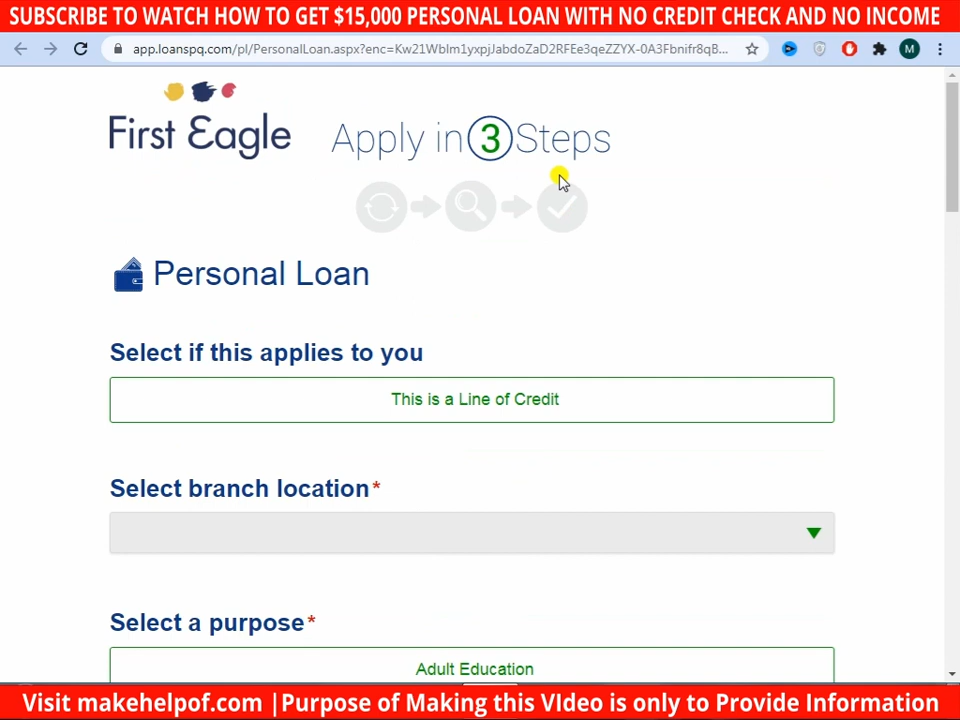 SUBSCRIBE TO WATCH HOW TO GET $15,000 PERSONAL LOAN WITH NO CREDIT CHECK AND NO INCOME
app.loanspq.com/pl/PersonalLoan.aspx?enc=Kw21Wblm1yxpjJabdoZaD2RFEe3qeZZYX-0A3Fbnifr8qB...
M
First Eagle
Apply in 3 Steps
Personal Loan
Select if this applies to you
This is a Line of Credit
Select branch location*
Select a purpose*
Adult Education
Visit makehelpof.com |Purpose of Making this VIdeo is only to Provide Information